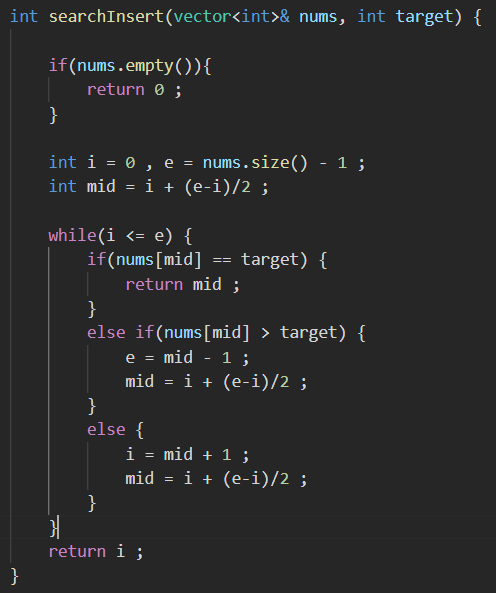 int searchInsert(vector<int>& nums, int target) {
if(nums.empty()){
return 0 ;
}
int i = 0 , e = nums.size() - 1 ;
int mid = i + (e-i)/2 ;
while(i <= e) {
if(nums[mid] == target) {
return mid ;
}
else if(nums[mid] > target) {
e = mid - 1 ;
mid = i + (e-i)/2 ;
}
else {
i = mid + 1 ;
mid = i + (e-i)/2 ;
}
}
return i ;
}